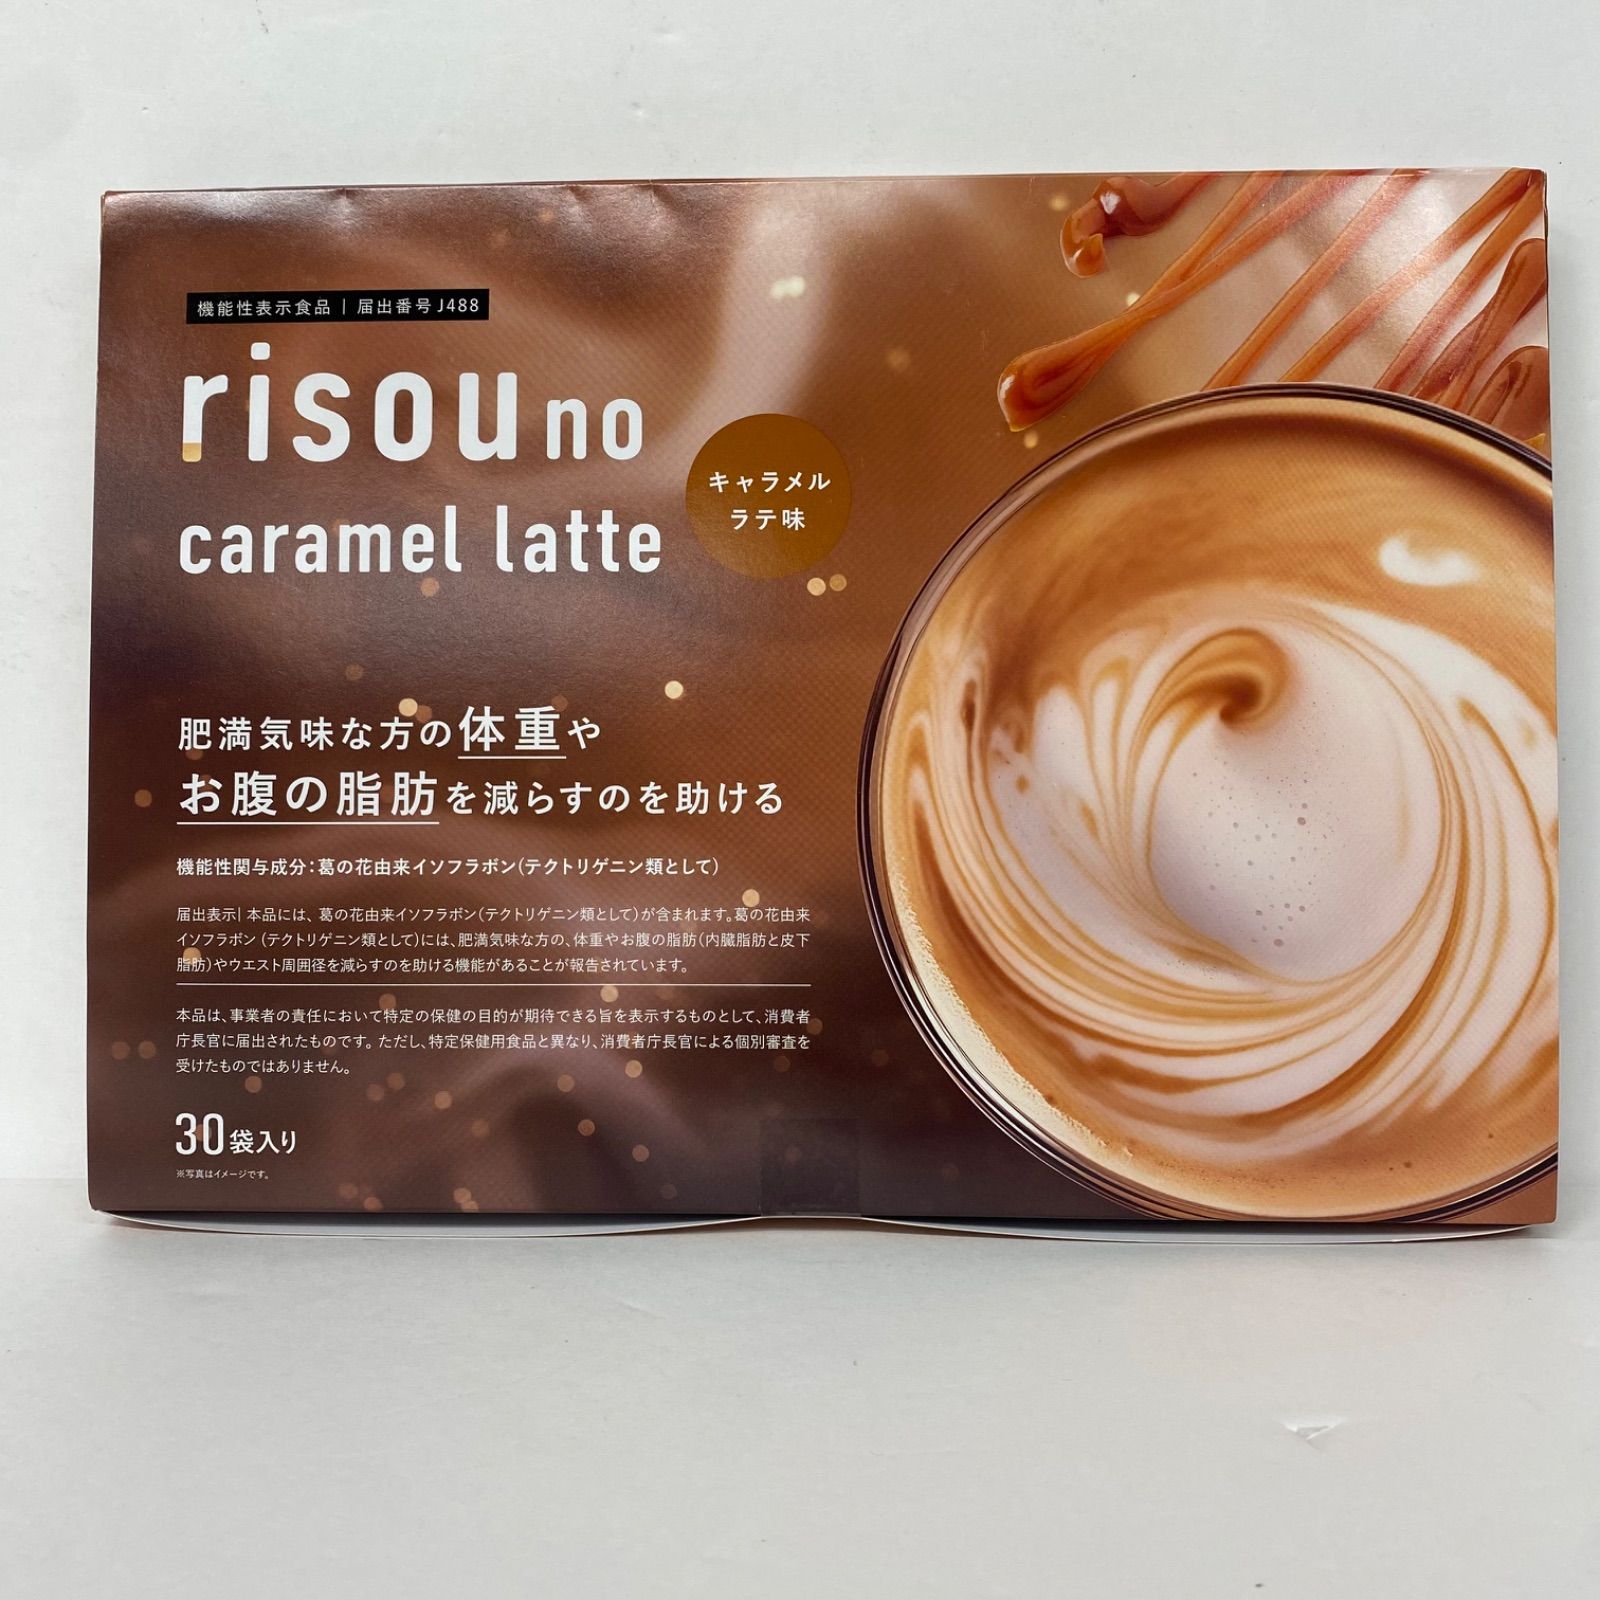 機能性表示食品 | 届出番号 J488
risou no
caramel latte
キャラメル
ラテ味
肥満気味な方の体重や
お腹の脂肪を減らすのを助ける
機能性関与成分：葛の花由来イソフラボン(テクトリゲニン類として)
届出表示| 本品には、葛の花由来イソフラボン(テクトリゲニン類として)が含まれます。葛の花由来
イソフラボン (テクトリゲニン類として)には、肥満気味な方の、体重やお腹の脂肪(内臓脂肪と皮下
脂肪)やウエスト周囲径を減らすのを助ける機能があることが報告されています。
本品は、事業者の責任において特定の保健の目的が期待できる旨を表示するものとして、消費者
庁長官に届出されたものです。ただし、特定保健用食品と異なり、消費者庁長官による個別審査を
受けたものではありません。
30袋入り
※写真はイメージです。